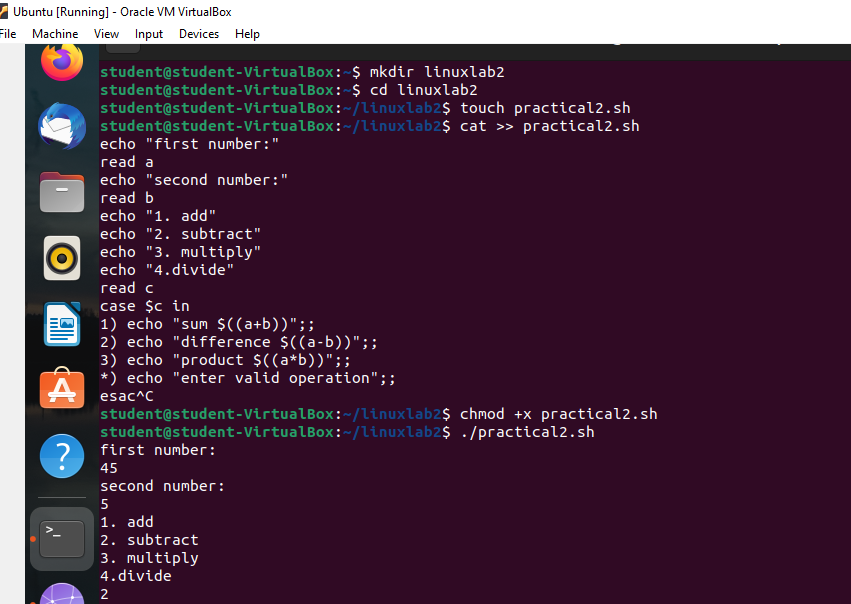 Ubuntu [Running] - Oracle VM VirtualBox
File Machine View Input Devices Help
student@student-VirtualBox:~$ mkdir linuxlab2
student@student-VirtualBox:~$ cd linuxlab2
student@student-VirtualBox:~/linuxlab2$ touch practical2.sh
student@student-VirtualBox:~/linuxlab2$ cat >> practical2.sh
echo "first number:"
read a
echo "second number:"
read b
echo "1. add"
echo "2. subtract"
echo "3. multiply"
echo "4.divide"
read c
case $c in
1) echo "sum $((a+b))";;
2) echo "difference $((a-b))";;
3) echo "product $((a*b))";;
*) echo "enter valid operation";;
esac^C
student@student-VirtualBox:~/linuxlab2$ chmod +x practical2.sh
student@student-VirtualBox:~/linuxlab2$ ./practical2.sh
first number:
45
second number:
5
1. add
2. subtract
3. multiply
4.divide
2